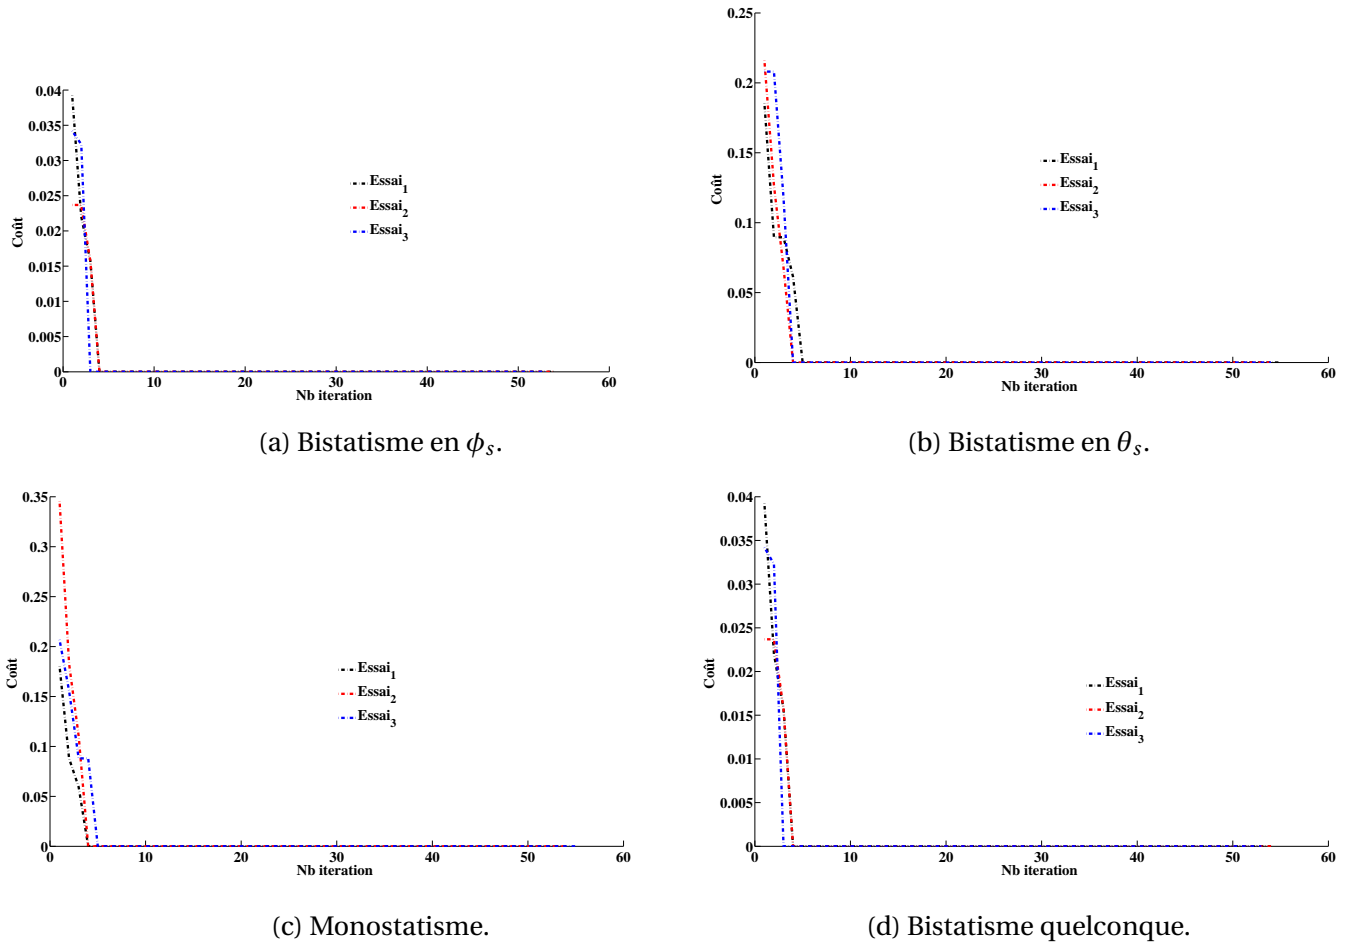 0.04
0.035
0.03
0.025
0.02
0.015
0.01
0.005
0
Coût
0 10 20 30 40 50 60
Nb iteration
Essai1
Essai2
Essai3
(a) Bistatisme en ϕs.
0.25
0.2
0.15
0.1
0.05
0
Coût
0 10 20 30 40 50 60
Nb iteration
Essai1
Essai2
Essai3
(b) Bistatisme en θs.
0.35
0.3
0.25
0.2
0.15
0.1
0.05
0
Coût
0 10 20 30 40 50 60
Nb iteration
Essai1
Essai2
Essai3
(c) Monostatisme.
0.04
0.035
0.03
0.025
0.02
0.015
0.01
0.005
0
Coût
0 10 20 30 40 50 60
Nb iteration
Essai1
Essai2
Essai3
(d) Bistatisme quelconque.